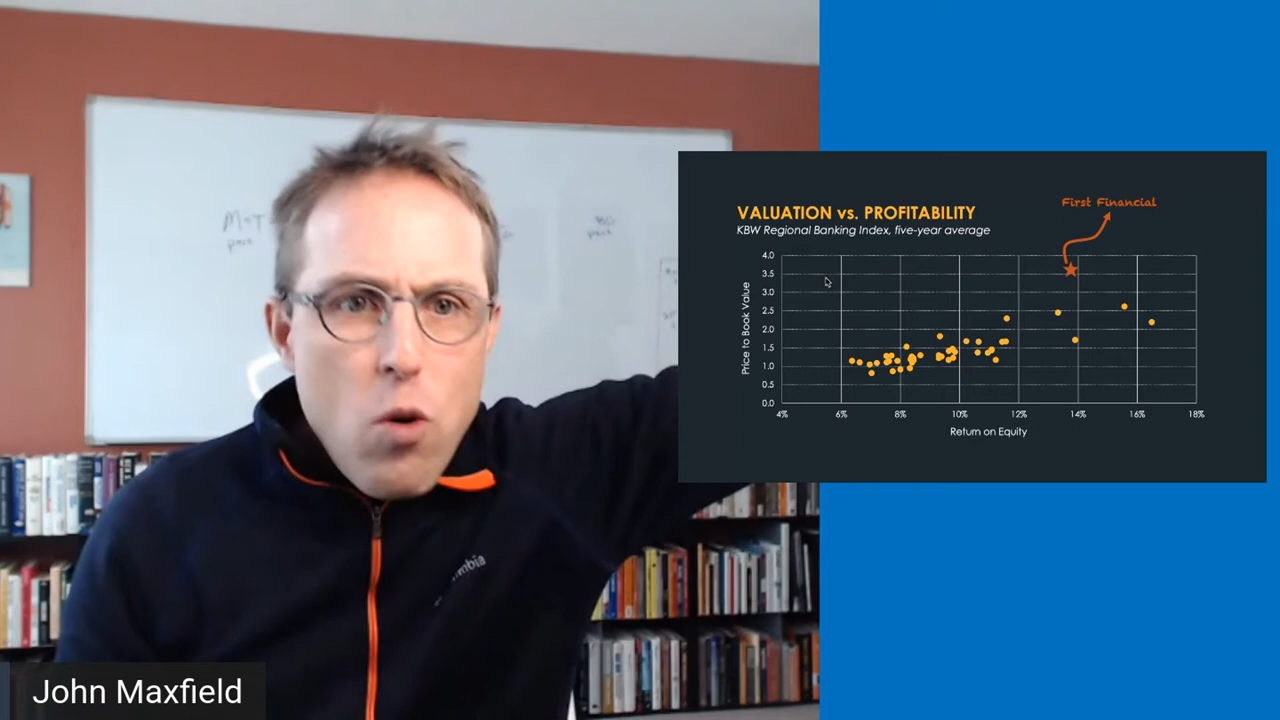 VALUATION vs. PROFITABILITY
KBW Regional Banking Index, five-year average
First Financial
Price to Book Value
4.0
3.5
3.0
2.5
2.0
1.5
1.0
0.5
0.0
4%
6%
8%
10%
12%
14%
16%
18%
Return on Equity
John Maxfield